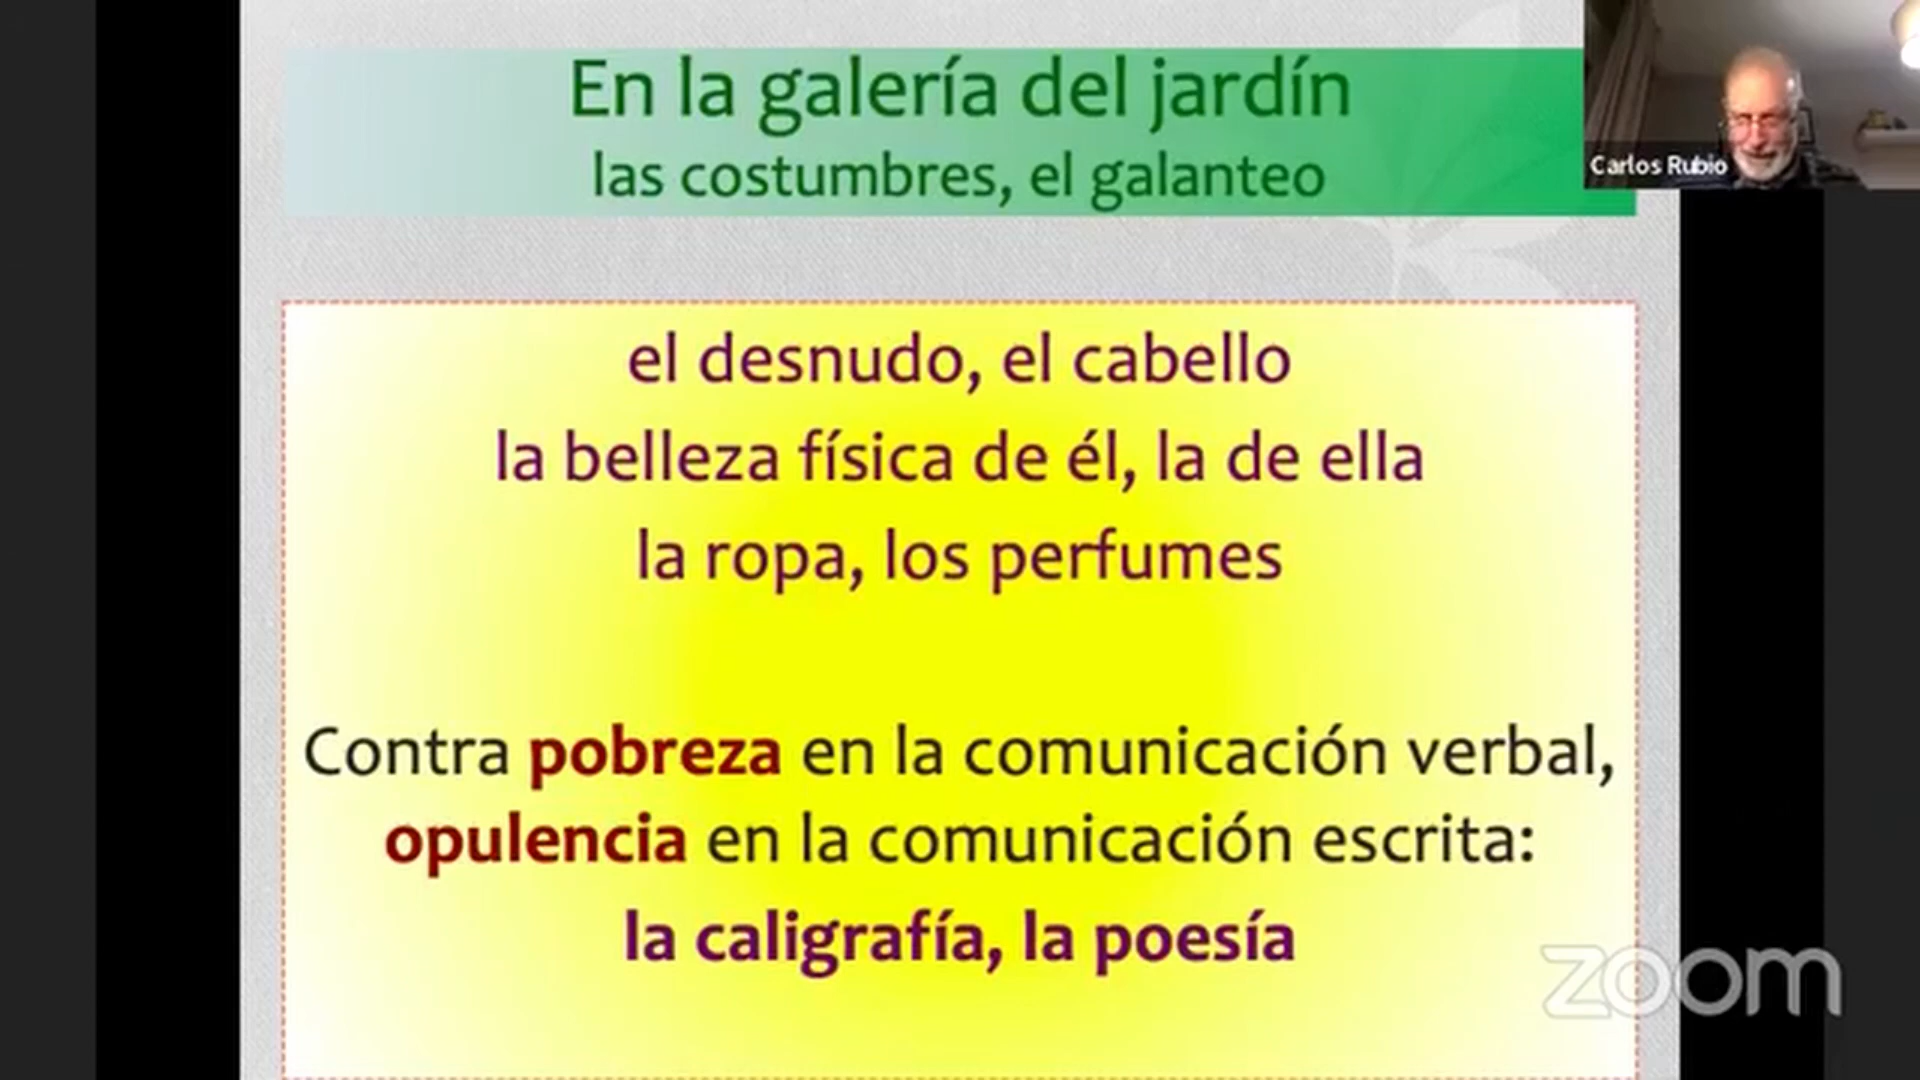 En la galería del jardín
las costumbres, el galanteo
Carlos Rubio
el desnudo, el cabello
la belleza física de él, la de ella
la ropa, los perfumes
Contra pobreza en la comunicación verbal,
opulencia en la comunicación escrita:
la caligrafía, la poesía
zoom